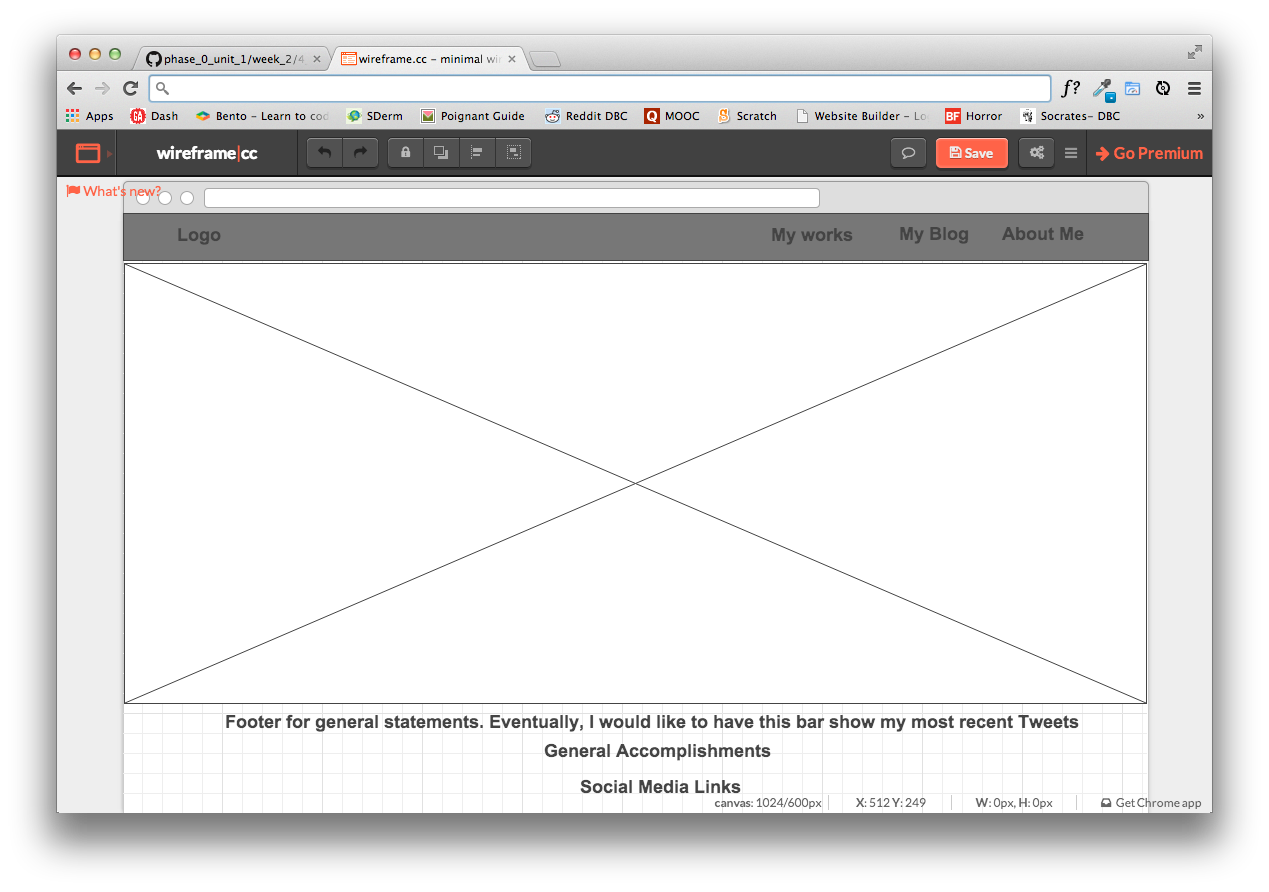 phase_0_unit_1/week_2/4
wireframe.cc – minimal wi
f?
Apps Dash Bento – Learn to cod SDerm Poignant Guide Reddit DBC MOOC Scratch Website Builder – Lo BF Horror Socrates– DBC »
wireframe|cc Save Go Premium
What's new?
Logo My works My Blog About Me
Footer for general statements. Eventually, I would like to have this bar show my most recent Tweets
General Accomplishments
Social Media Links
canvas: 1024/600px X: 512 Y: 249 W: 0px, H: 0px Get Chrome app